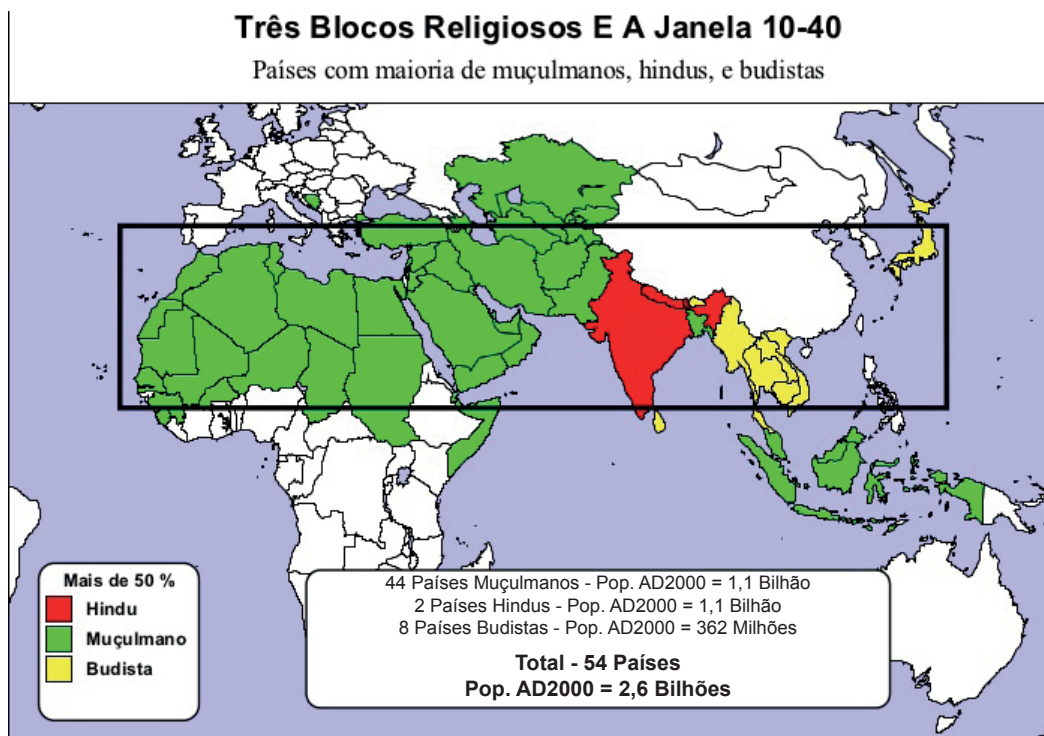 Três Blocos Religiosos E A Janela 10-40
Países com maioria de muçulmanos, hindus, e budistas
Mais de 50 %
Hindu
Muçulmano
Budista
44 Países Muçulmanos - Pop. AD2000 = 1,1 Bilhão
2 Países Hindus - Pop. AD2000 = 1,1 Bilhão
8 Países Budistas - Pop. AD2000 = 362 Milhões
Total - 54 Países
Pop. AD2000 = 2,6 Bilhões